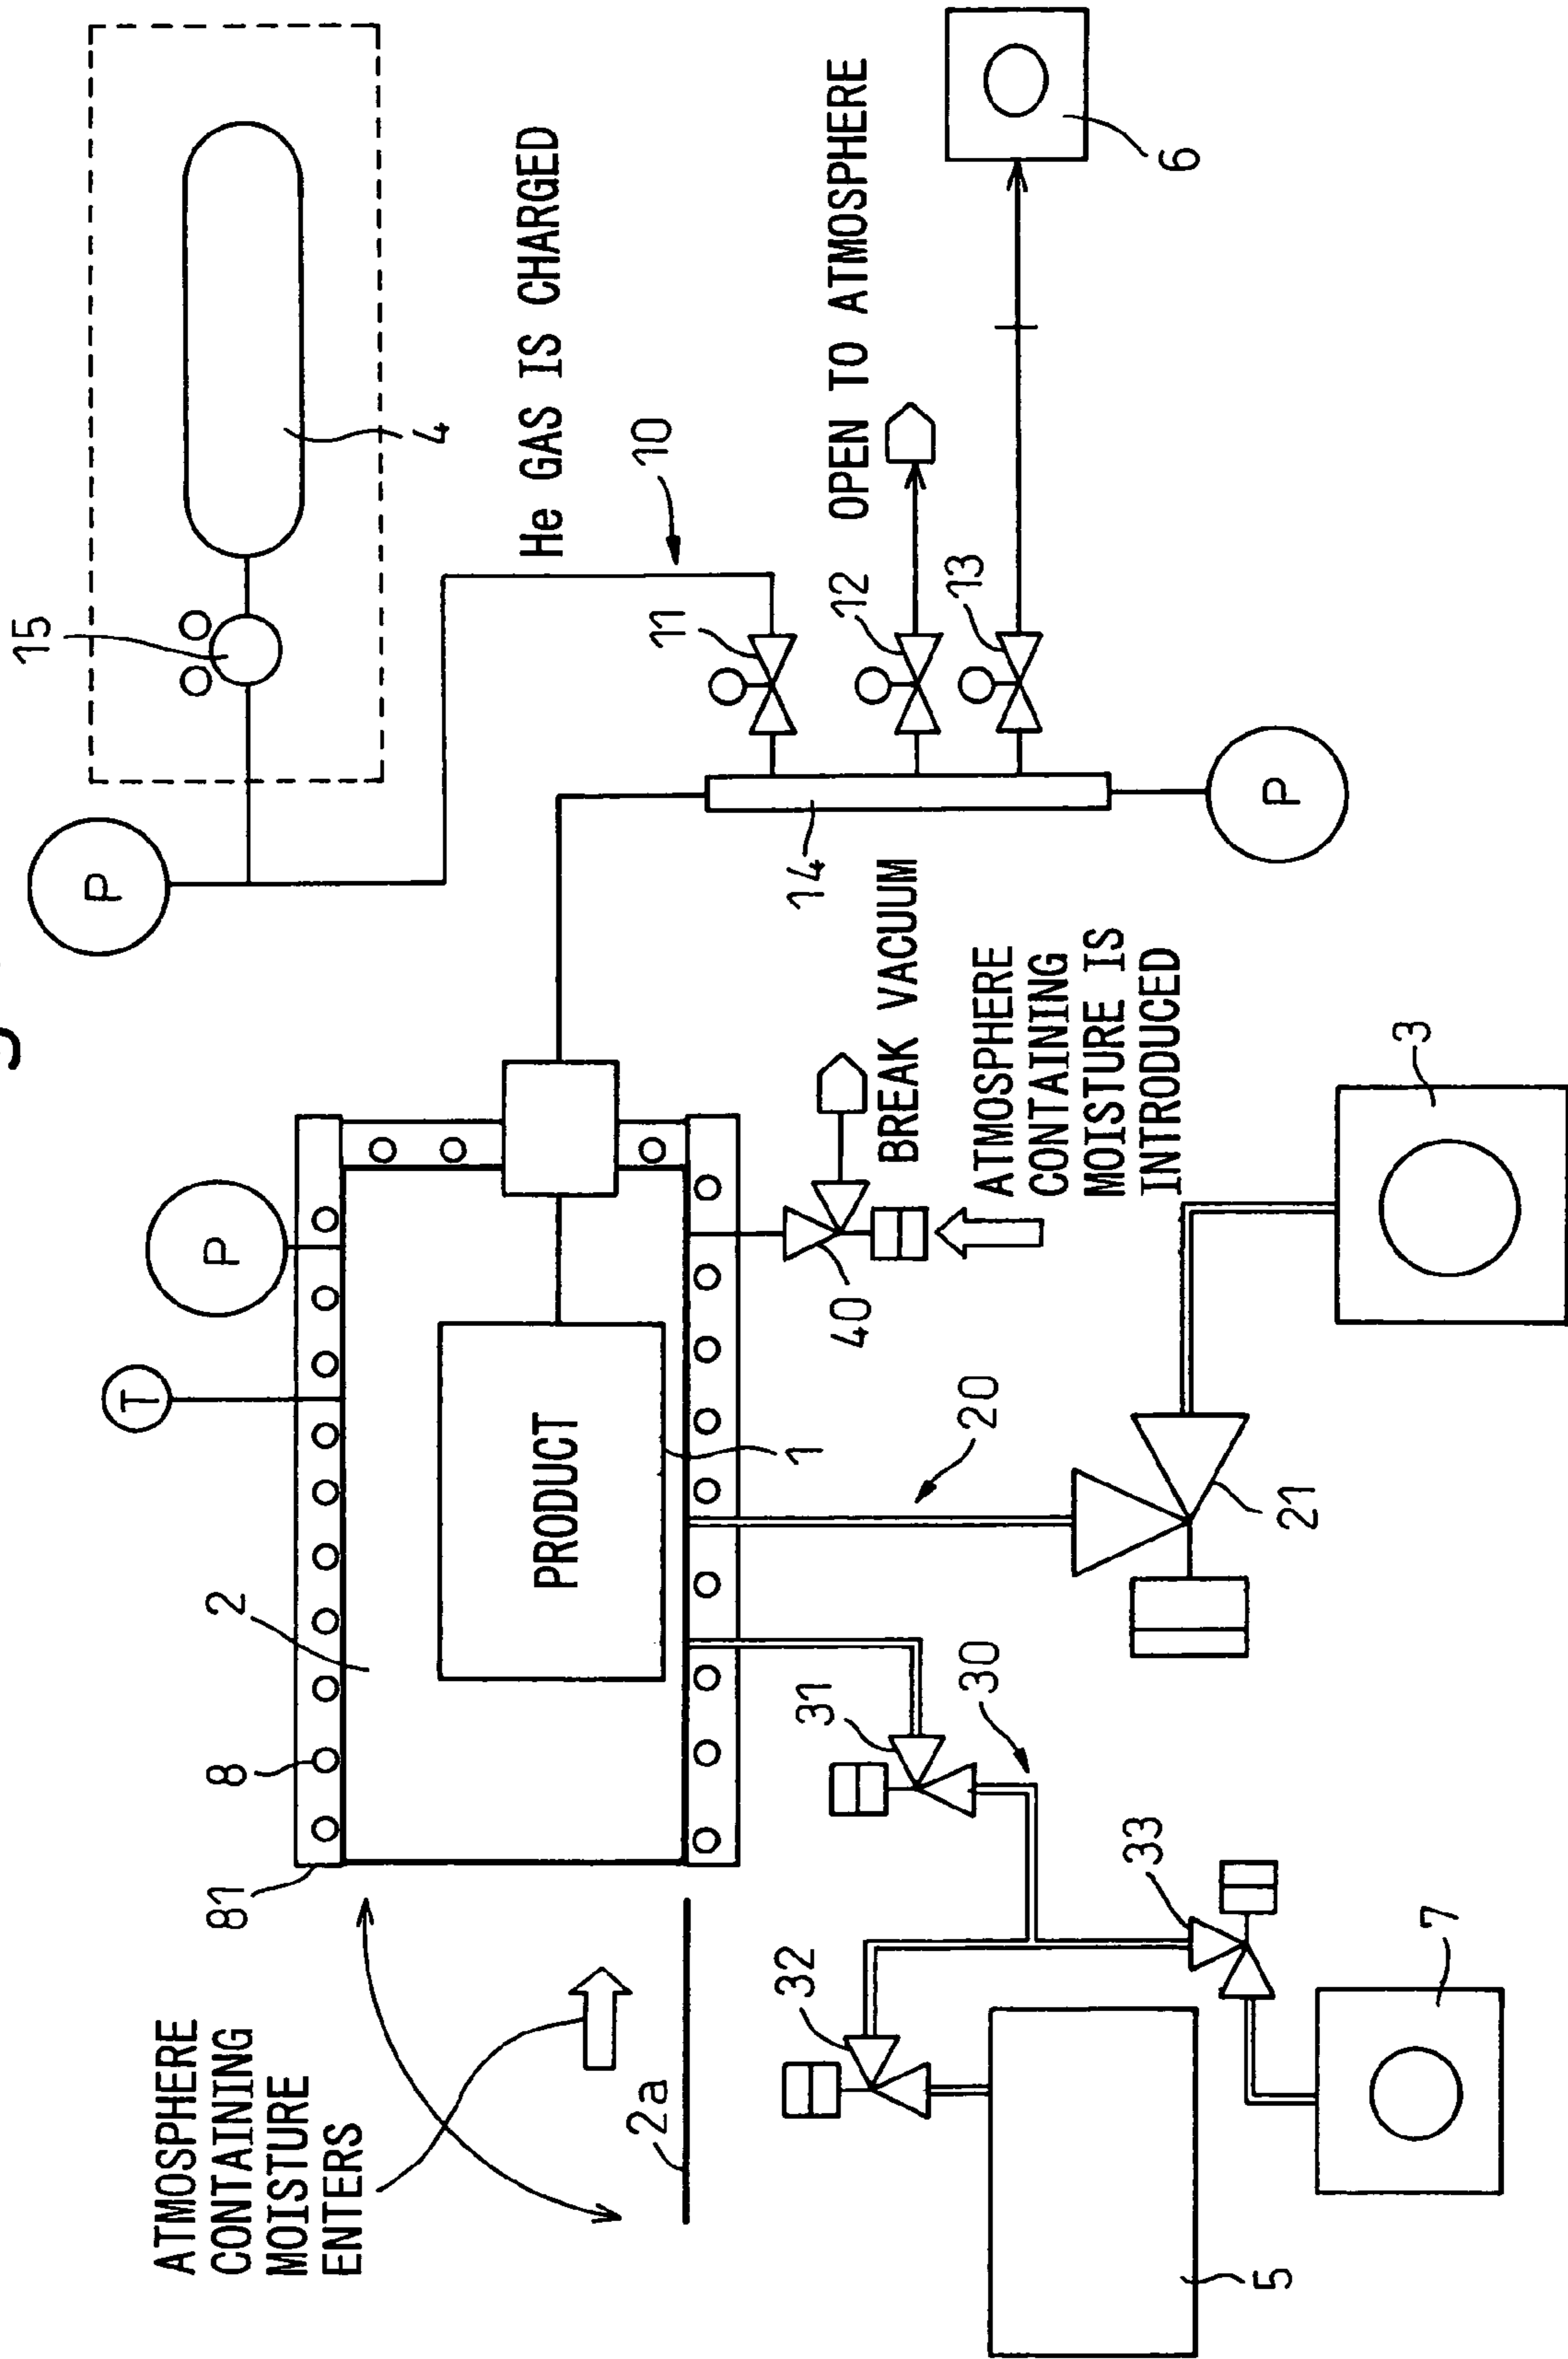 15
4
He GAS IS CHARGED
10
11
12
OPEN TO ATMOSPHERE
13
6
P
P
14
P
T
2
8
81
PRODUCT
1
40
BREAK VACUUM
ATMOSPHERE
CONTAINING
MOISTURE IS
INTRODUCED
3
20
21
31
30
33
32
7
5
ATMOSPHERE
CONTAINING
MOISTURE
ENTERS
2a